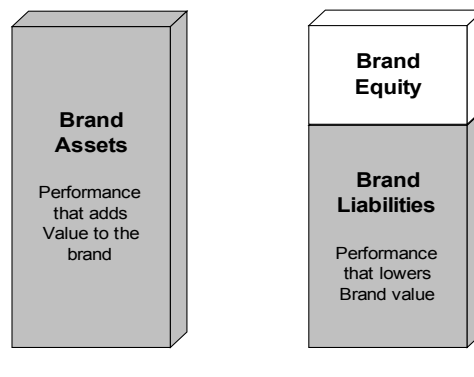 Brand
Assets
Performance
that adds
Value to the
brand
Brand
Equity
Brand
Liabilities
Performance
that lowers
Brand value